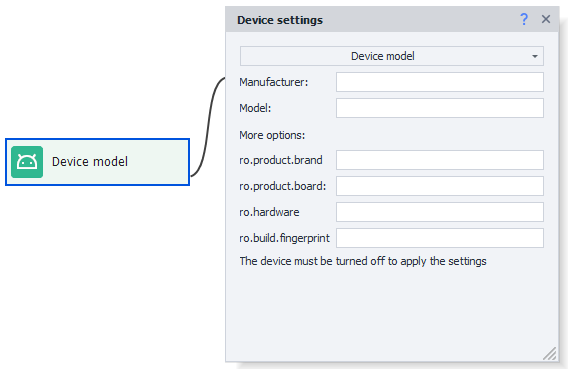 Device settings
?
Device model
Manufacturer:
Model:
More options:
ro.product.brand
ro.product.board:
ro.hardware
ro.build.fingerprint
The device must be turned off to apply the settings
Device model